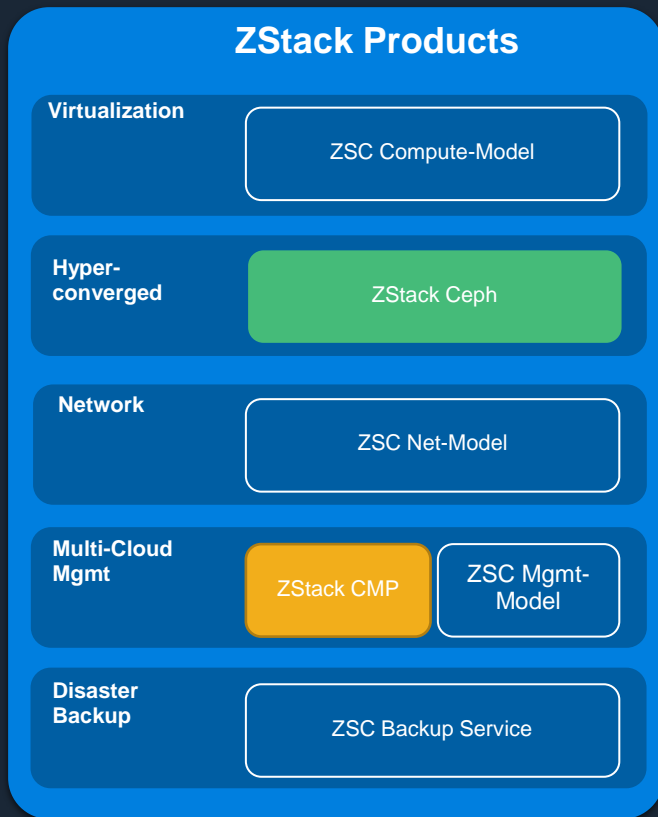 ZStack Products
Virtualization
ZSC Compute-Model
Hyper-
converged
ZStack Ceph
Network
ZSC Net-Model
Multi-Cloud
Mgmt
ZStack CMP
ZSC Mgmt-
Model
Disaster
Backup
ZSC Backup Service